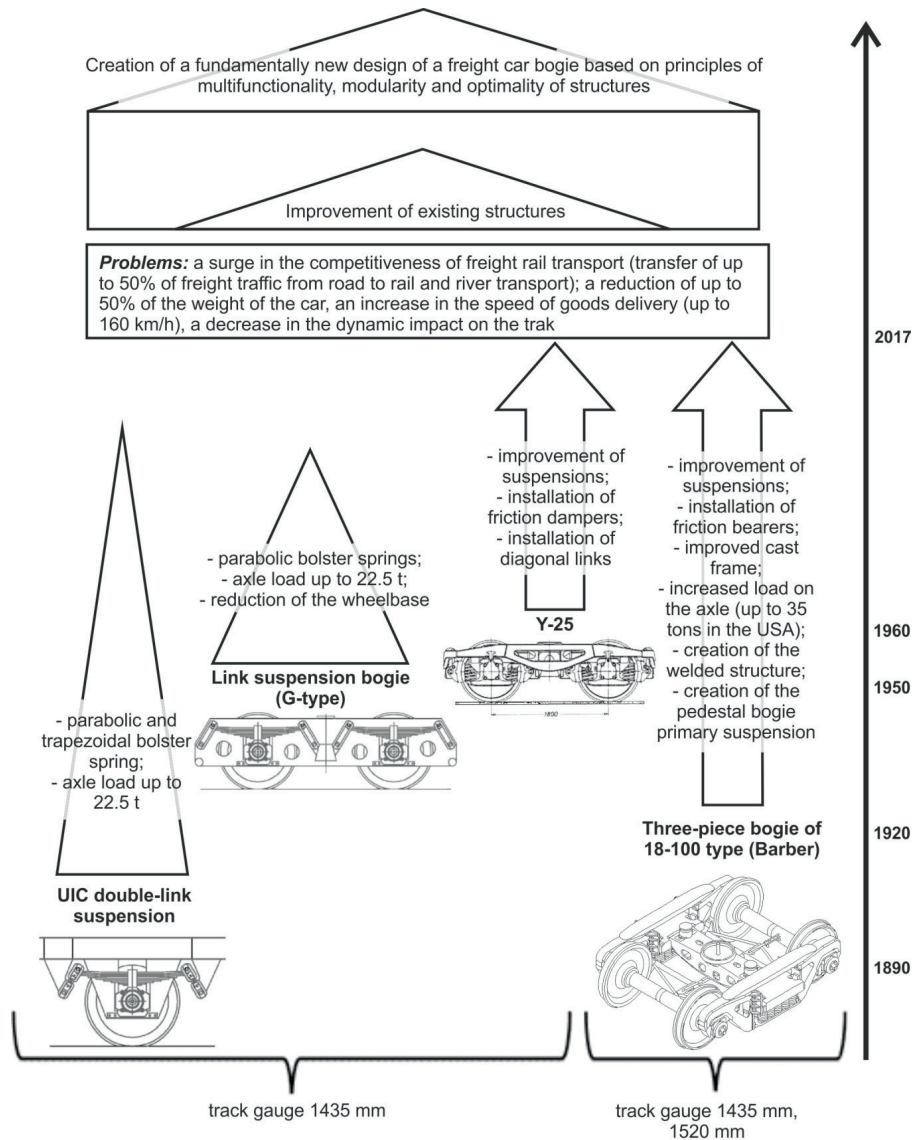 Creation of a fundamentally new design of a freight car bogie based on principles of
multifunctionality, modularity and optimality of structures
Improvement of existing structures
Problems: a surge in the competitiveness of freight rail transport (transfer of up
to 50% of freight traffic from road to rail and river transport); a reduction of up to
50% of the weight of the car, an increase in the speed of goods delivery (up to
160 km/h), a decrease in the dynamic impact on the trak
2017
- improvement of
suspensions;
- installation of
friction dampers;
- installation of
diagonal links
Y-25
1800
- improvement of
suspensions;
- installation of
friction bearers;
- improved cast
frame;
- increased load on
the axle (up to 35
tons in the USA);
- creation of the
welded structure;
- creation of the
pedestal bogie
primary suspension
Three-piece bogie of
18-100 type (Barber)
- parabolic bolster springs;
- axle load up to 22.5 t;
- reduction of the wheelbase
Link suspension bogie
(G-type)
- parabolic and
trapezoidal bolster
spring;
- axle load up to
22.5 t
UIC double-link
suspension
1960
1950
1920
1890
track gauge 1435 mm
track gauge 1435 mm,
1520 mm